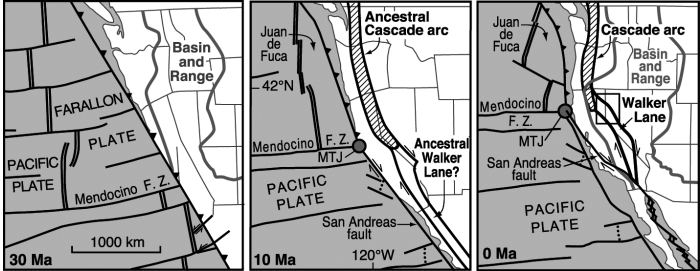 Basin
and
Range
FARALLON
PLATE
PACIFIC
PLATE
Mendocino F. Z.
1000 km
30 Ma
Ancestral
Cascade arc
Juan
de
Fuca
42°N
Mendocino F. Z.
MTJ
Ancestral
Walker
Lane?
PACIFIC
PLATE
San Andreas
fault
120°W
10 Ma
Juan
de
Fuca
Cascade arc
Basin
and
Range
Mendocino
F. Z.
Walker
Lane
MTJ
San Andreas
fault
PACIFIC
PLATE
0 Ma